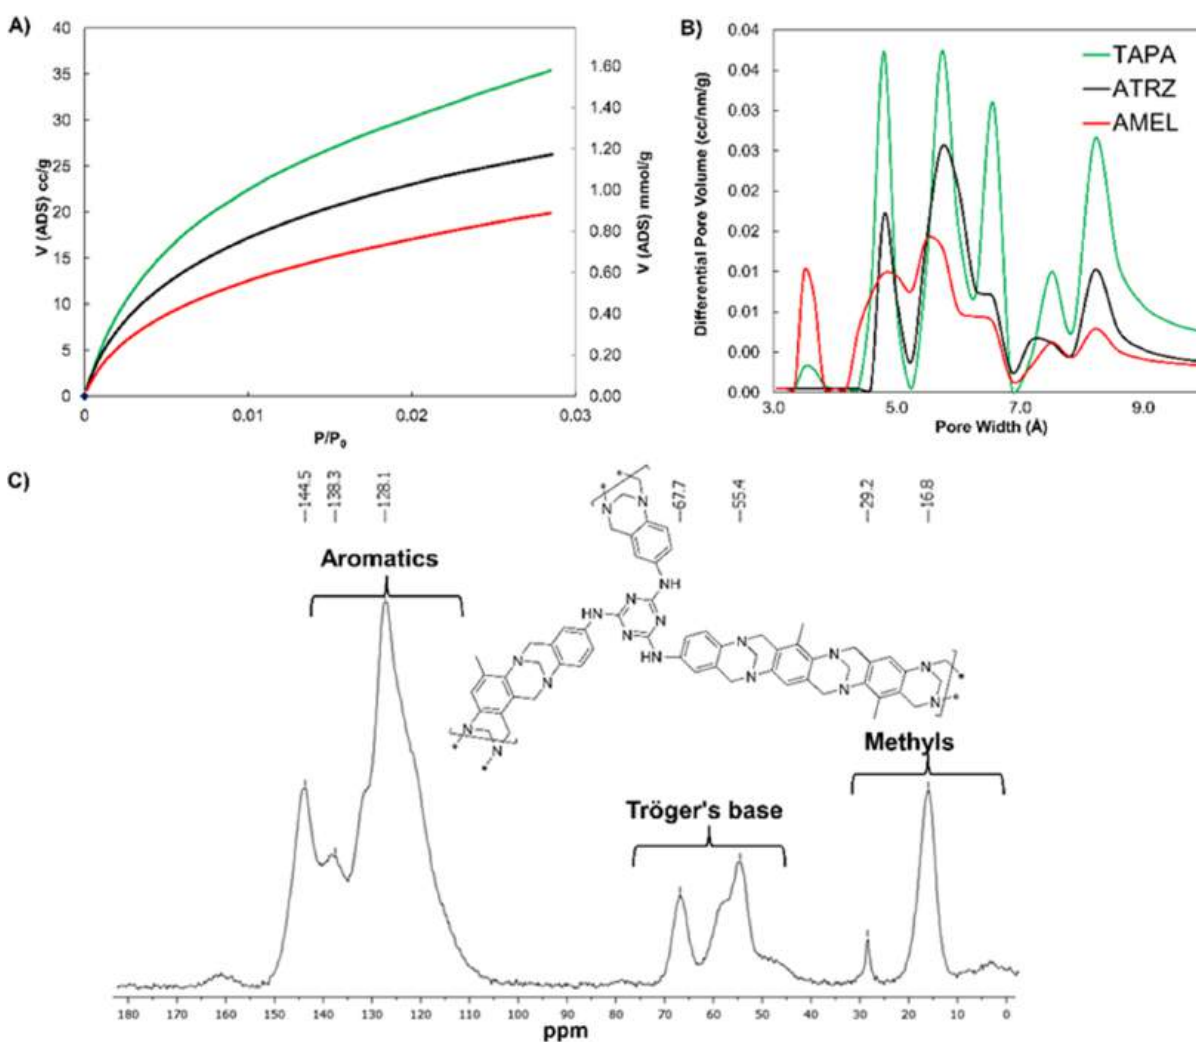 A)
40
35
30
25
20
15
10
5
0
V (ADS) cc/g
0
0.01
0.02
0.03
P/P₀
1.60
1.40
1.20
1.00
0.80
0.60
0.40
0.20
0.00
V (ADS) mmol/g
B)
0.04
0.04
0.03
0.03
0.02
0.02
0.01
0.01
0.00
0.00
Differential Pore Volume (cc/nm/g)
3.0
5.0
7.0
9.0
Pore Width (Å)
TAPA
ATRZ
AMEL
C)
—144.5
—138.3
—128.1
—67.7
—55.4
—29.2
—16.8
Aromatics
* *
N N
NH
N N
HN N
NH
N N N N N N *
N *
N N
N
* N
Tröger's base
Methyls
180 170 160 150 140 130 120 110 100 90 80 70 60 50 40 30 20 10 0
ppm